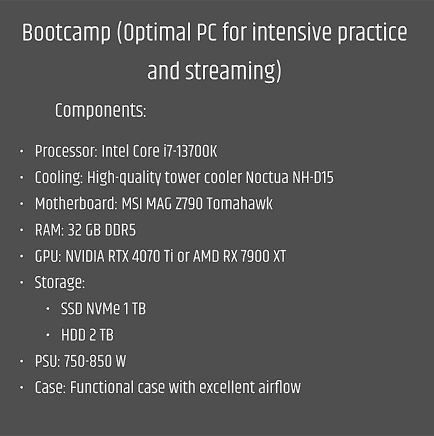 Bootcamp (Optimal PC for intensive practice
and streaming)
Components:
• Processor: Intel Core i7-13700K
• Cooling: High-quality tower cooler Noctua NH-D15
• Motherboard: MSI MAG Z790 Tomahawk
• RAM: 32 GB DDR5
• GPU: NVIDIA RTX 4070 Ti or AMD RX 7900 XT
• Storage:
• SSD NVMe 1 TB
• HDD 2 TB
• PSU: 750-850 W
• Case: Functional case with excellent airflow